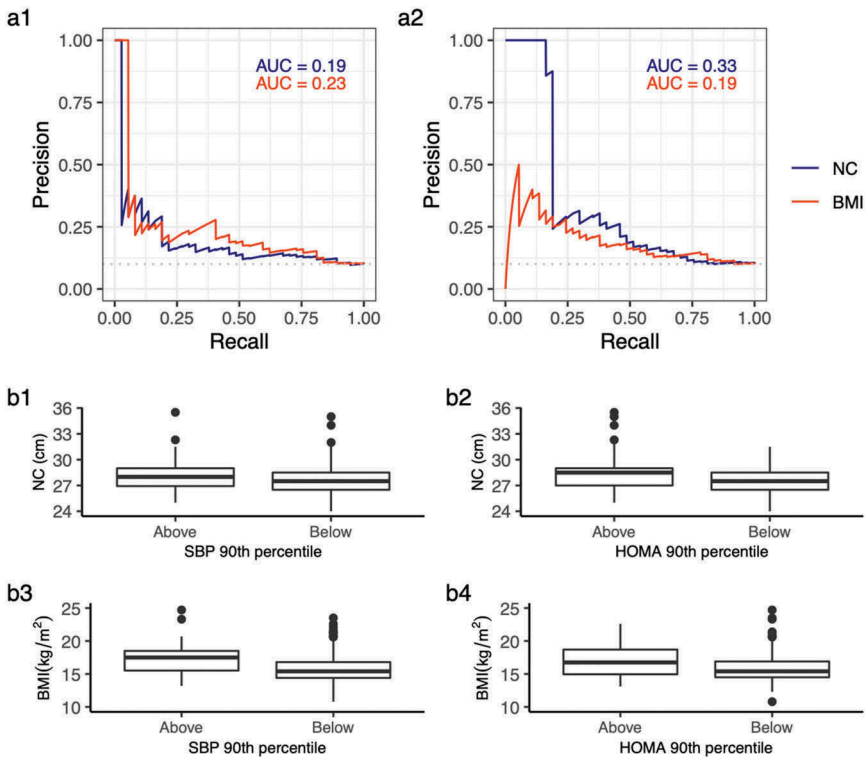 a1
1.00
0.75
0.50
0.25
0.00
Precision
AUC = 0.19
AUC = 0.23
0.00 0.25 0.50 0.75 1.00
Recall
a2
1.00
0.75
0.50
0.25
0.00
Precision
AUC = 0.33
AUC = 0.19
0.00 0.25 0.50 0.75 1.00
Recall
NC
BMI
b1
36
33
30
27
24
NC (cm)
Above Below
SBP 90th percentile
b2
36
33
30
27
24
NC (cm)
Above Below
HOMA 90th percentile
b3
25
20
15
10
BMI(kg/m²)
Above Below
SBP 90th percentile
b4
25
20
15
10
BMI(kg/m²)
Above Below
HOMA 90th percentile